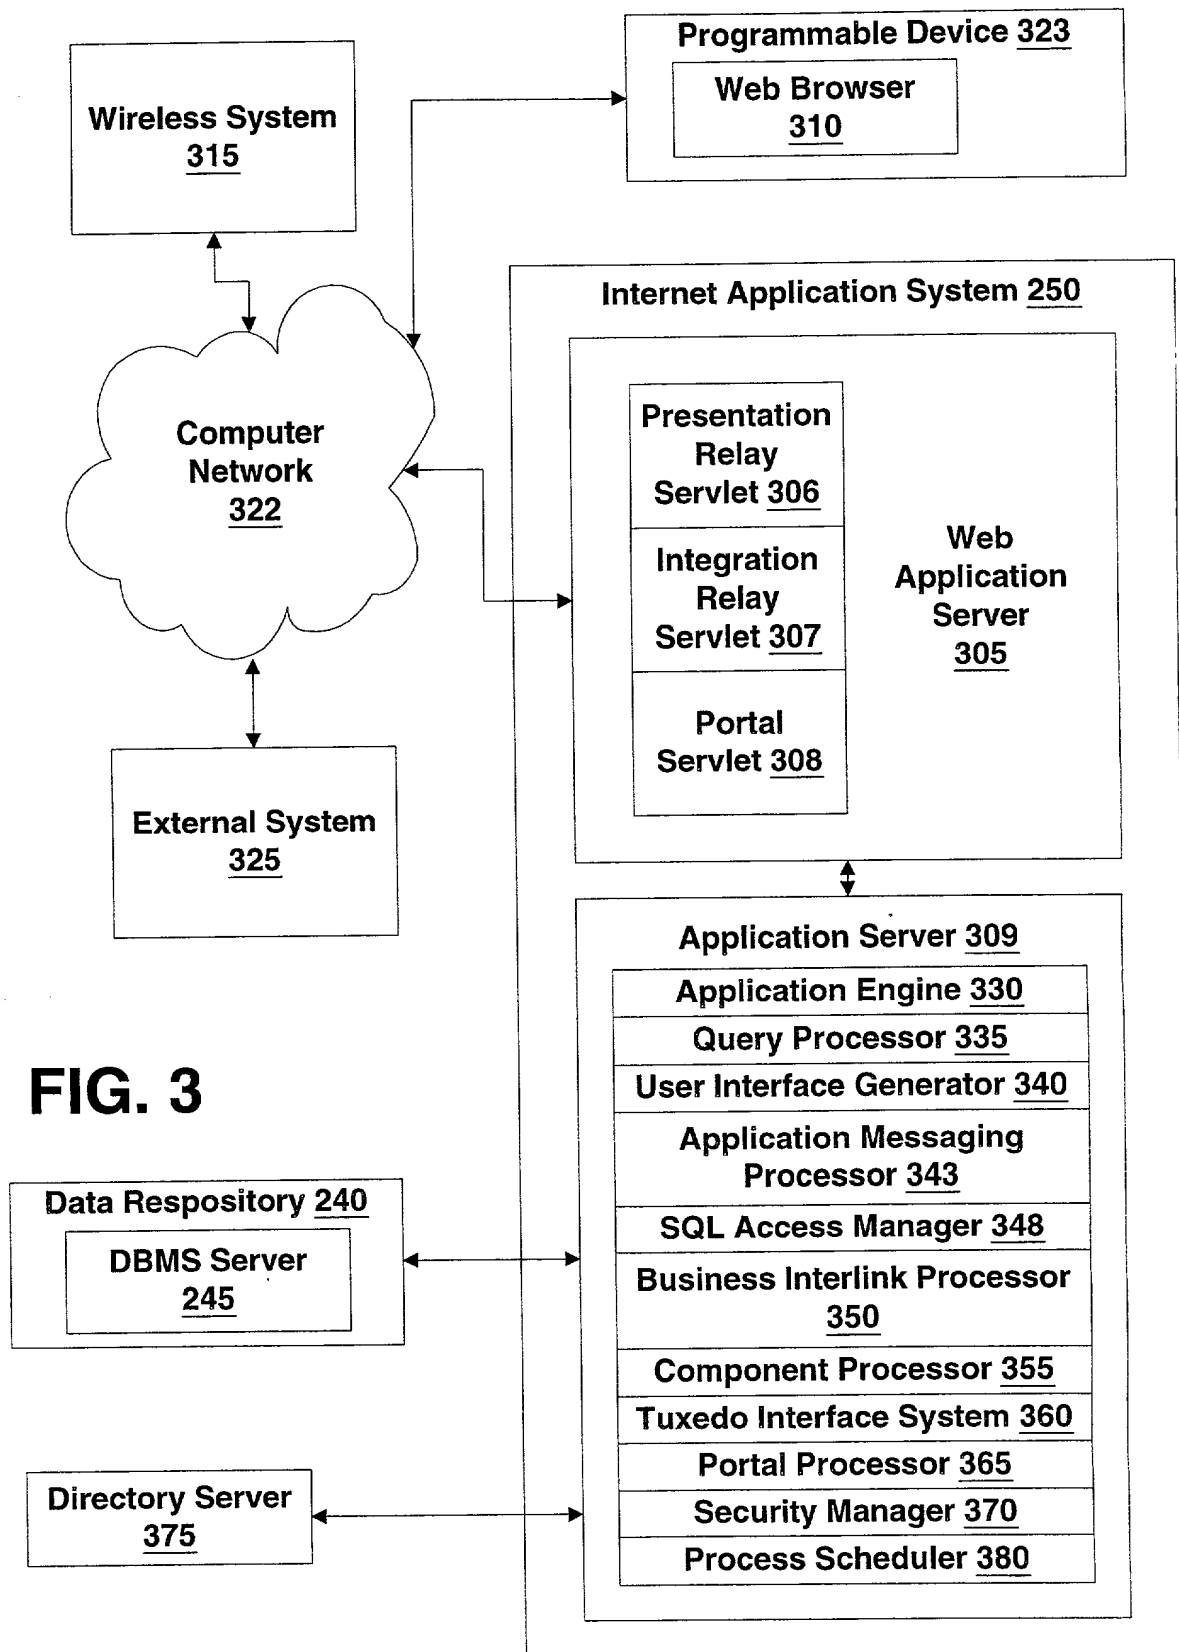 Programmable Device 323
Web Browser
310
Wireless System
315
Internet Application System 250
Presentation
Relay
Servlet 306
Integration
Relay
Servlet 307
Portal
Servlet 308
Web
Application
Server
305
Computer
Network
322
External System
325
Application Server 309
Application Engine 330
Query Processor 335
User Interface Generator 340
Application Messaging
Processor 343
SQL Access Manager 348
Business Interlink Processor
350
Component Processor 355
Tuxedo Interface System 360
Portal Processor 365
Security Manager 370
Process Scheduler 380
FIG. 3
Data Respository 240
DBMS Server
245
Directory Server
375